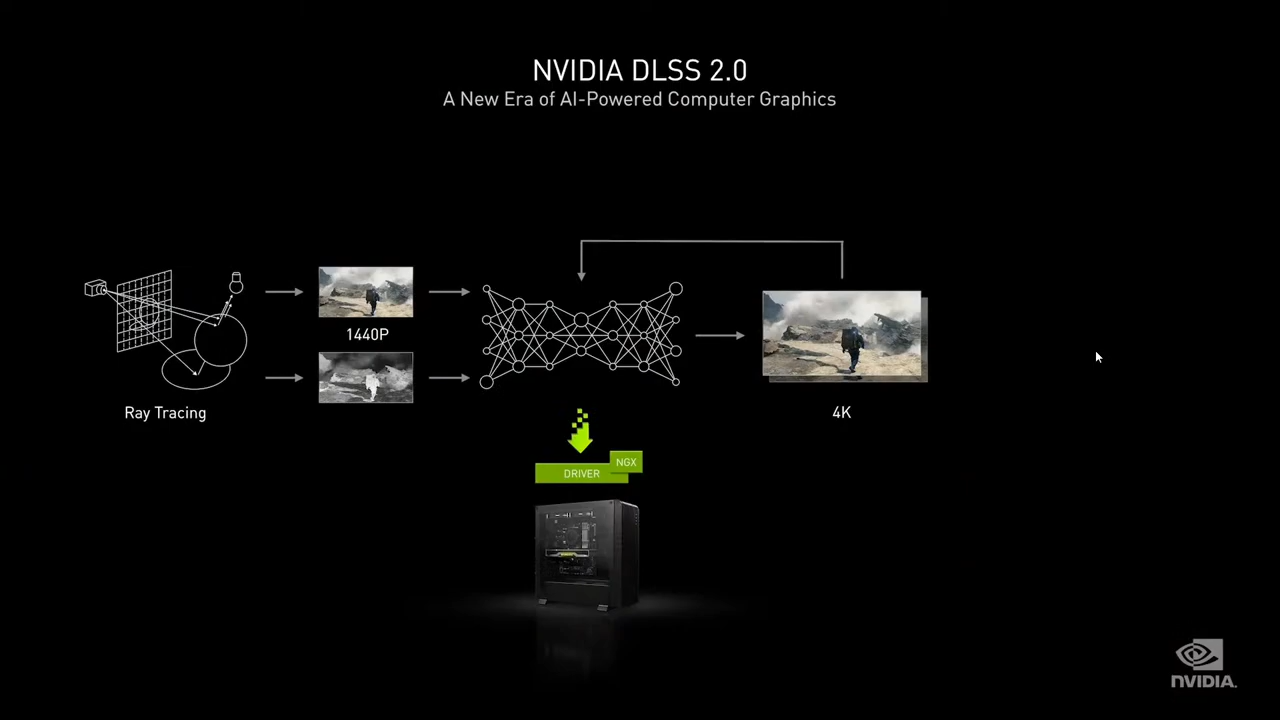 NVIDIA DLSS 2.0
A New Era of AI-Powered Computer Graphics
1440P
Ray Tracing
4K
NGX
DRIVER
NVIDIA.